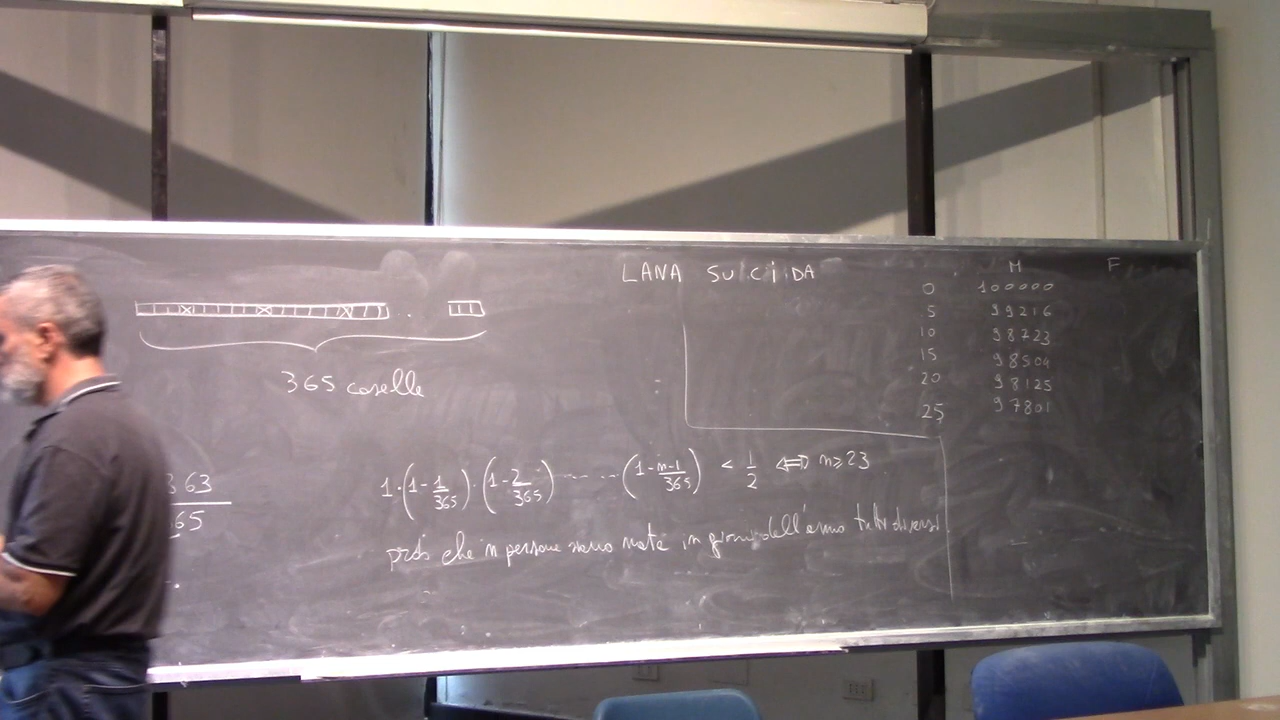 LANA SUICIDA
M F
0 100000
5 99216
10 98723
15 98504
20 98125
25 97801
365 caselle
363
365
1·(1-1/365)·(1-2/365) ---- (1-n-1/365) < 1/2 ⟺ n≥23
prob che n persone siano nate in giorni dell'anno tutti diversi